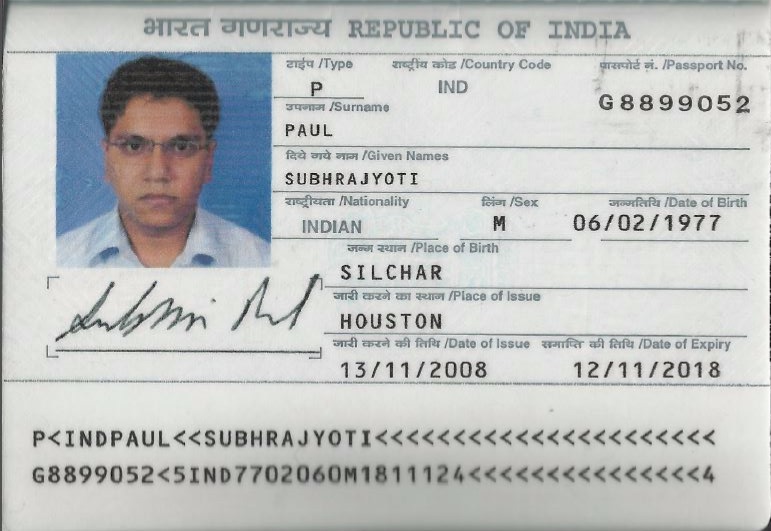 भारत गणराज्य REPUBLIC OF INDIA
टाईप /Type राष्ट्रीय कोड /Country Code पासपोर्ट नं. /Passport No.
P IND G8899052
उपनाम /Surname
PAUL
दिये गये नाम /Given Names
SUBHRAJYOTI
राष्ट्रीयता /Nationality लिंग /Sex जन्मतिथि /Date of Birth
INDIAN M 06/02/1977
जन्म स्थान /Place of Birth
SILCHAR
जारी करने का स्थान /Place of Issue
HOUSTON
जारी करने की तिथि /Date of Issue समाप्ति की तिथि /Date of Expiry
13/11/2008 12/11/2018
P<INDPAUL<<SUBHRAJYOTI<<<<<<<<<<<<<<<<<<<<<<
G8899052<5IND7702060M1811124<<<<<<<<<<<<<<<4